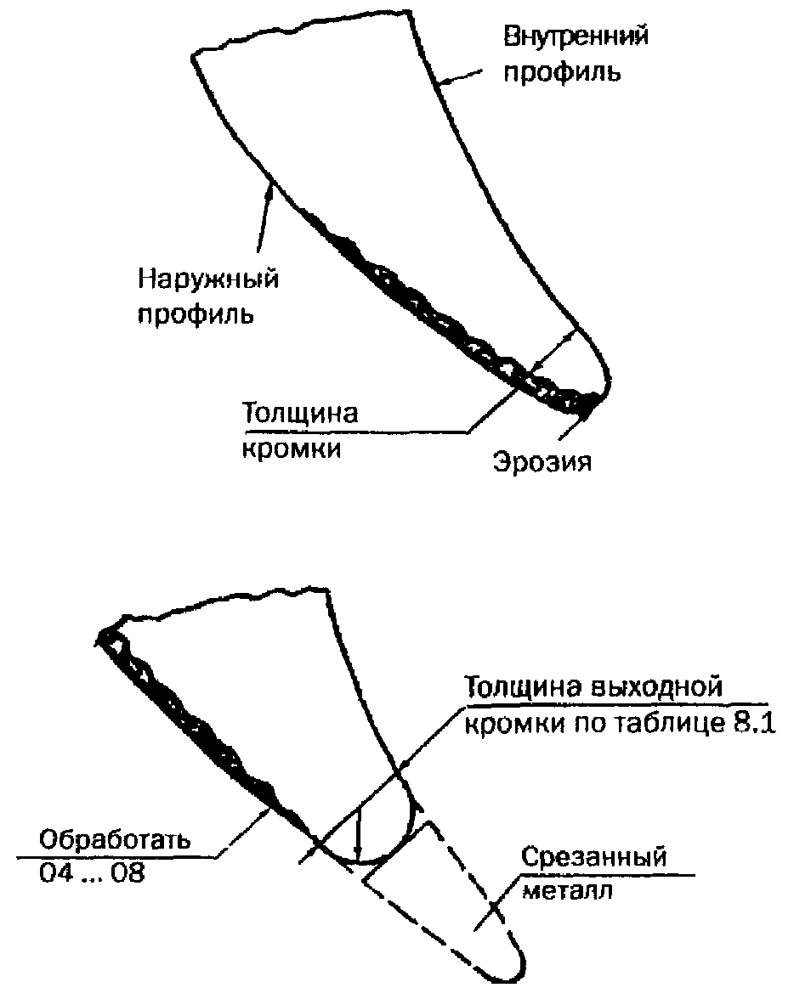 Внутренний
профиль
Наружный
профиль
Толщина
кромки
Эрозия
Толщина выходной
кромки по таблице 8.1
Обработать
04 ... 08
Срезанный
металл